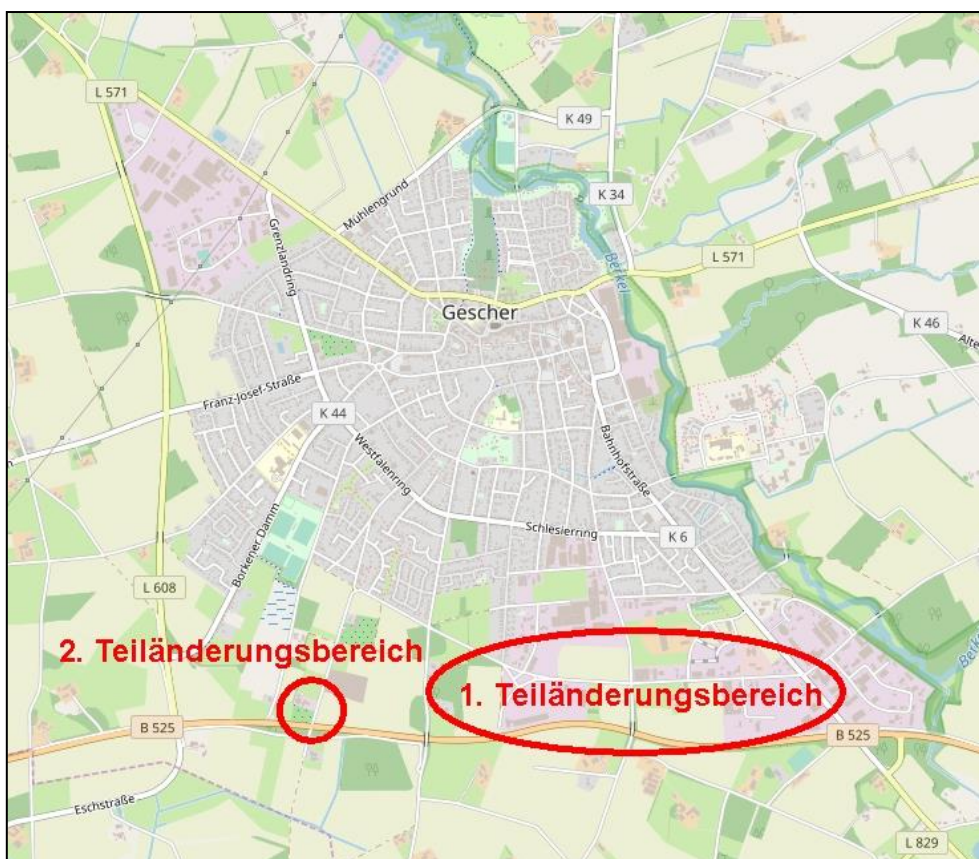 L 571
K 49
Mühlengrund
K 34
Grenzlandring
L 571
Berkel
Gescher
K 46
Alte
Franz-Josef-Straße
K 44
Westfalenring
Bahnhofstraße
Schlesierring
K 6
Borkener Damm
L 608
Berkel
2. Teiländerungsbereich
1. Teiländerungsbereich
B 525
B 525
Eschstraße
L 829